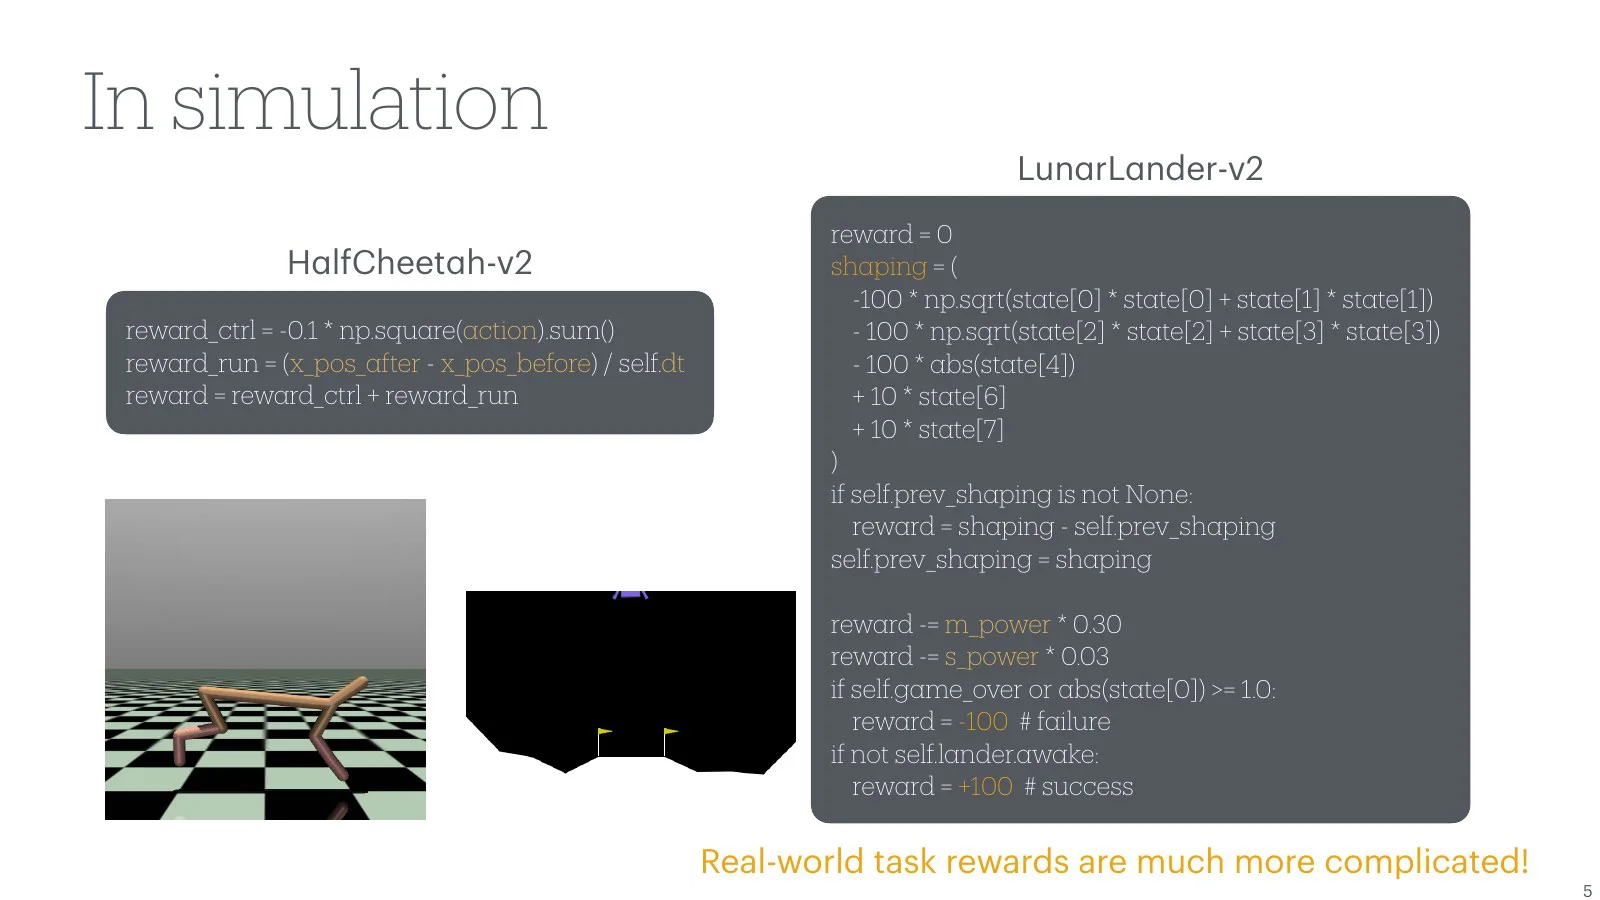 In simulation
HalfCheetah-v2
reward_ctrl = -0.1 * np.square(action).sum()
reward_run = (x_pos_after - x_pos_before) / self.dt
reward = reward_ctrl + reward_run
LunarLander-v2
reward = 0
shaping = (
-100 * np.sqrt(state[0] * state[0] + state[1] * state[1])
- 100 * np.sqrt(state[2] * state[2] + state[3] * state[3])
- 100 * abs(state[4])
+ 10 * state[6]
+ 10 * state[7]
)
if self.prev_shaping is not None:
reward = shaping - self.prev_shaping
self.prev_shaping = shaping
reward -= m_power * 0.30
reward -= s_power * 0.03
if self.game_over or abs(state[0]) >= 1.0:
reward = -100 # failure
if not self.lander.awake:
reward = +100 # success
Real-world task rewards are much more complicated!
5